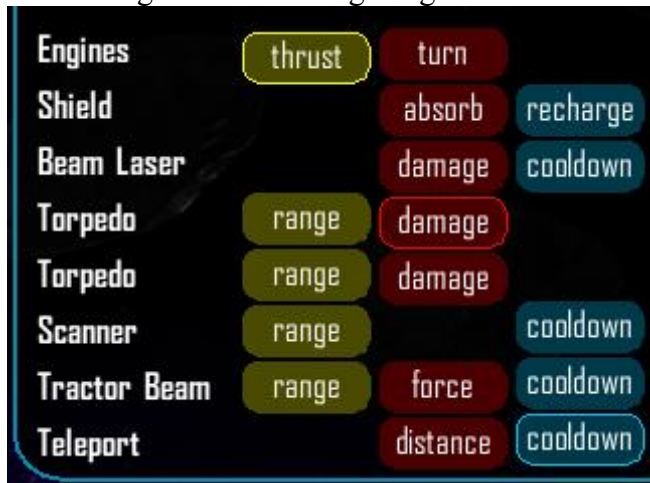 Engines thrust turn
Shield absorb recharge
Beam Laser damage cooldown
Torpedo range damage
Torpedo range damage
Scanner range cooldown
Tractor Beam range force cooldown
Teleport distance cooldown